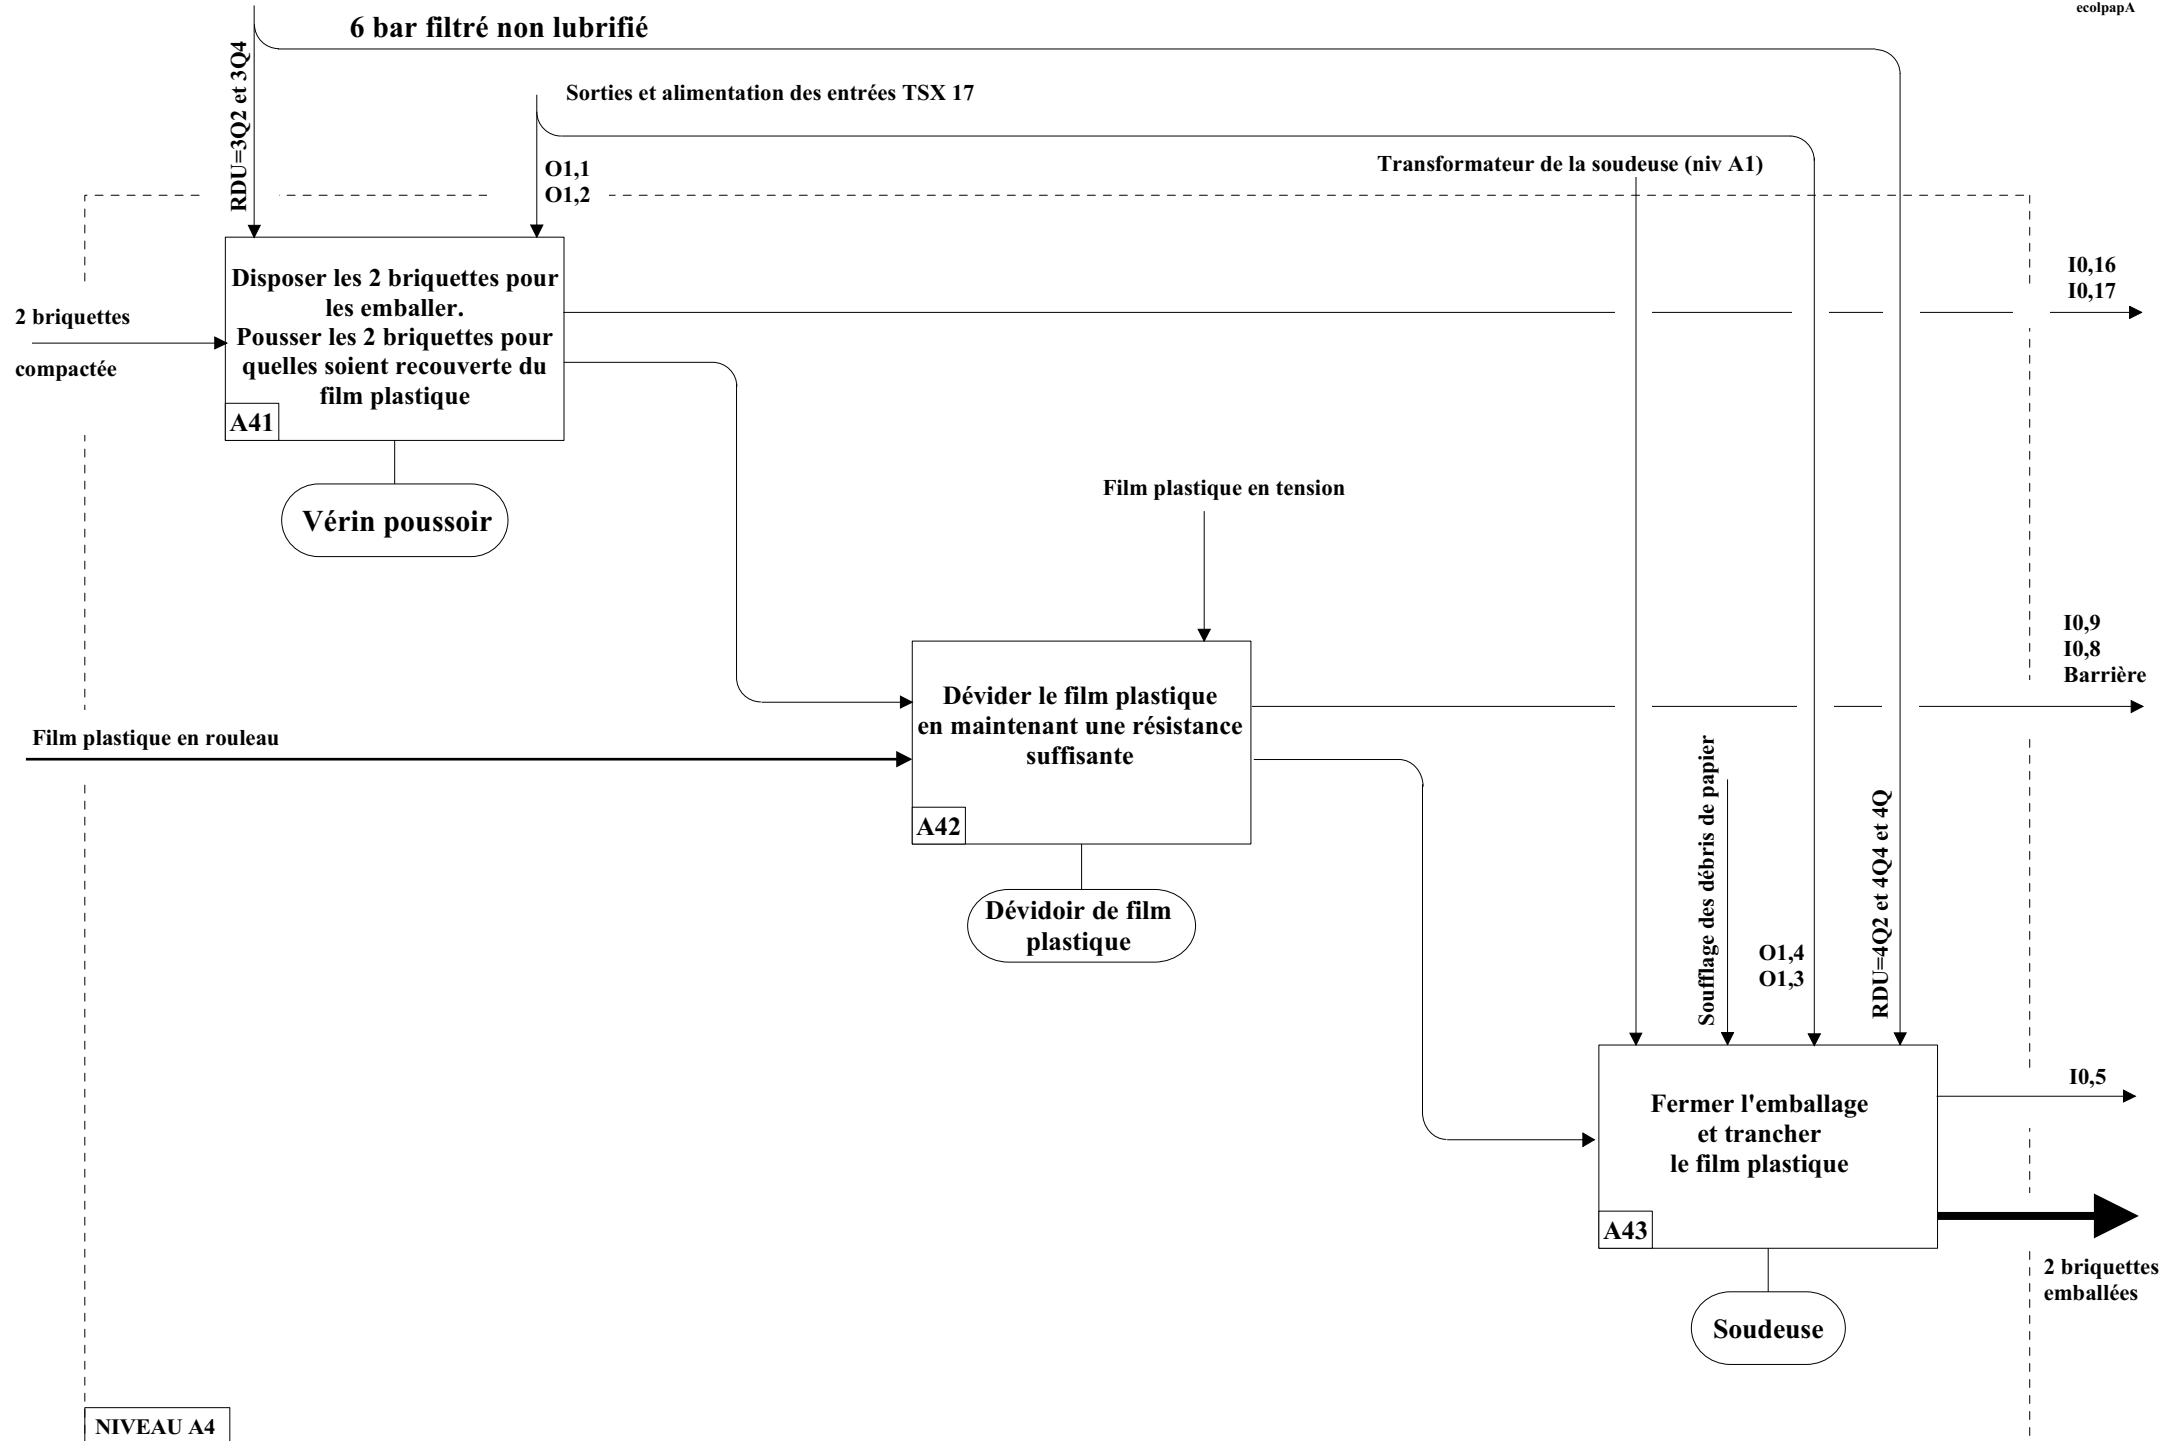 ecolpapA
6 bar filtré non lubrifié
RDU=3Q2 et 3Q4
Sorties et alimentation des entrées TSX 17
O1,1
O1,2
Transformateur de la soudeuse (niv A1)
Disposer les 2 briquettes pour
les emballer.
Pousser les 2 briquettes pour
quelles soient recouverte du
film plastique
A41
2 briquettes
compactée
I0,16
I0,17
Vérin poussoir
Film plastique en tension
I0,9
I0,8
Barrière
Dévider le film plastique
en maintenant une résistance
suffisante
A42
Film plastique en rouleau
Dévidoir de film
plastique
Soufflage des débris de papier
O1,4
O1,3
RDU=4Q2 et 4Q4 et 4Q
Fermer l'emballage
et trancher
le film plastique
A43
I0,5
2 briquettes
emballées
Soudeuse
NIVEAU A4